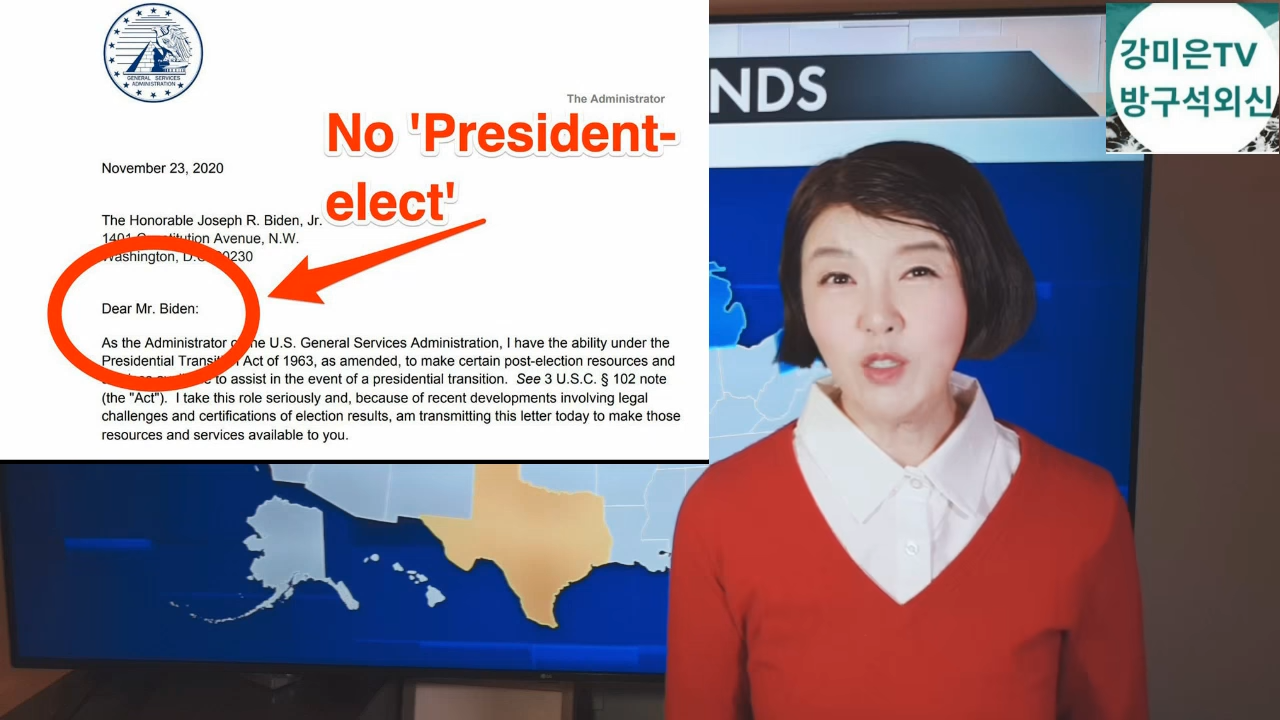 GENERAL SERVICES
ADMINISTRATION
The Administrator
No 'President-
elect'
November 23, 2020
The Honorable Joseph R. Biden, Jr.
1401 Constitution Avenue, N.W.
Washington, D.C. 20230
Dear Mr. Biden:
As the Administrator of the U.S. General Services Administration, I have the ability under the
Presidential Transition Act of 1963, as amended, to make certain post-election resources and
to assist in the event of a presidential transition. See 3 U.S.C. § 102 note
(the "Act"). I take this role seriously and, because of recent developments involving legal
challenges and certifications of election results, am transmitting this letter today to make those
resources and services available to you.
NDS
강미은TV
방구석외신
LG